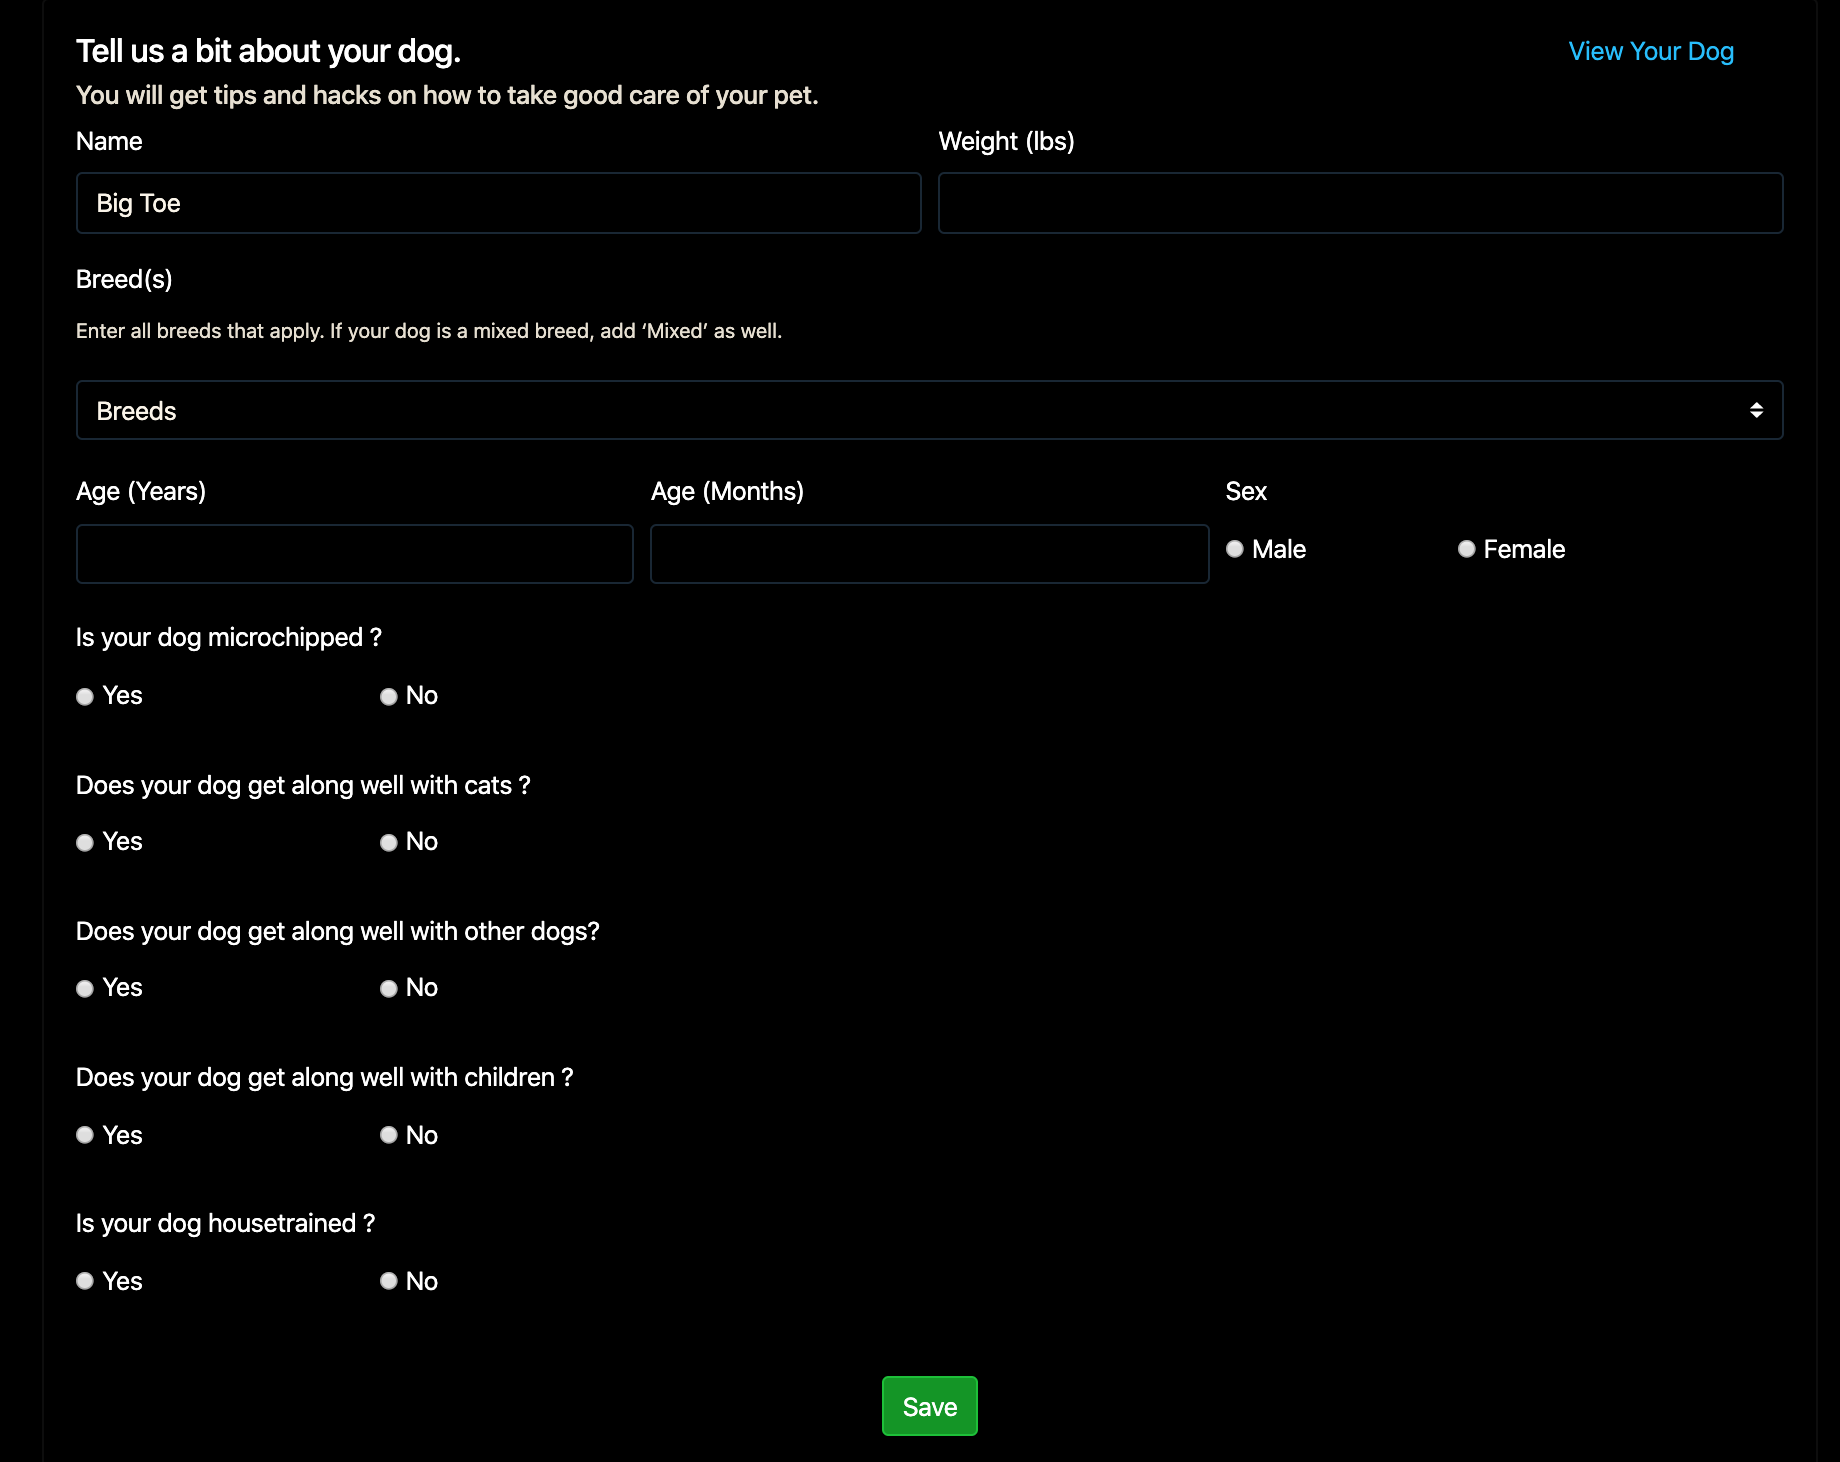 Tell us a bit about your dog.
View Your Dog
You will get tips and hacks on how to take good care of your pet.
Name
Weight (lbs)
Big Toe
Breed(s)
Enter all breeds that apply. If your dog is a mixed breed, add ‘Mixed’ as well.
Breeds
Age (Years)
Age (Months)
Sex
Male
Female
Is your dog microchipped ?
Yes
No
Does your dog get along well with cats ?
Yes
No
Does your dog get along well with other dogs?
Yes
No
Does your dog get along well with children ?
Yes
No
Is your dog housetrained ?
Yes
No
Save